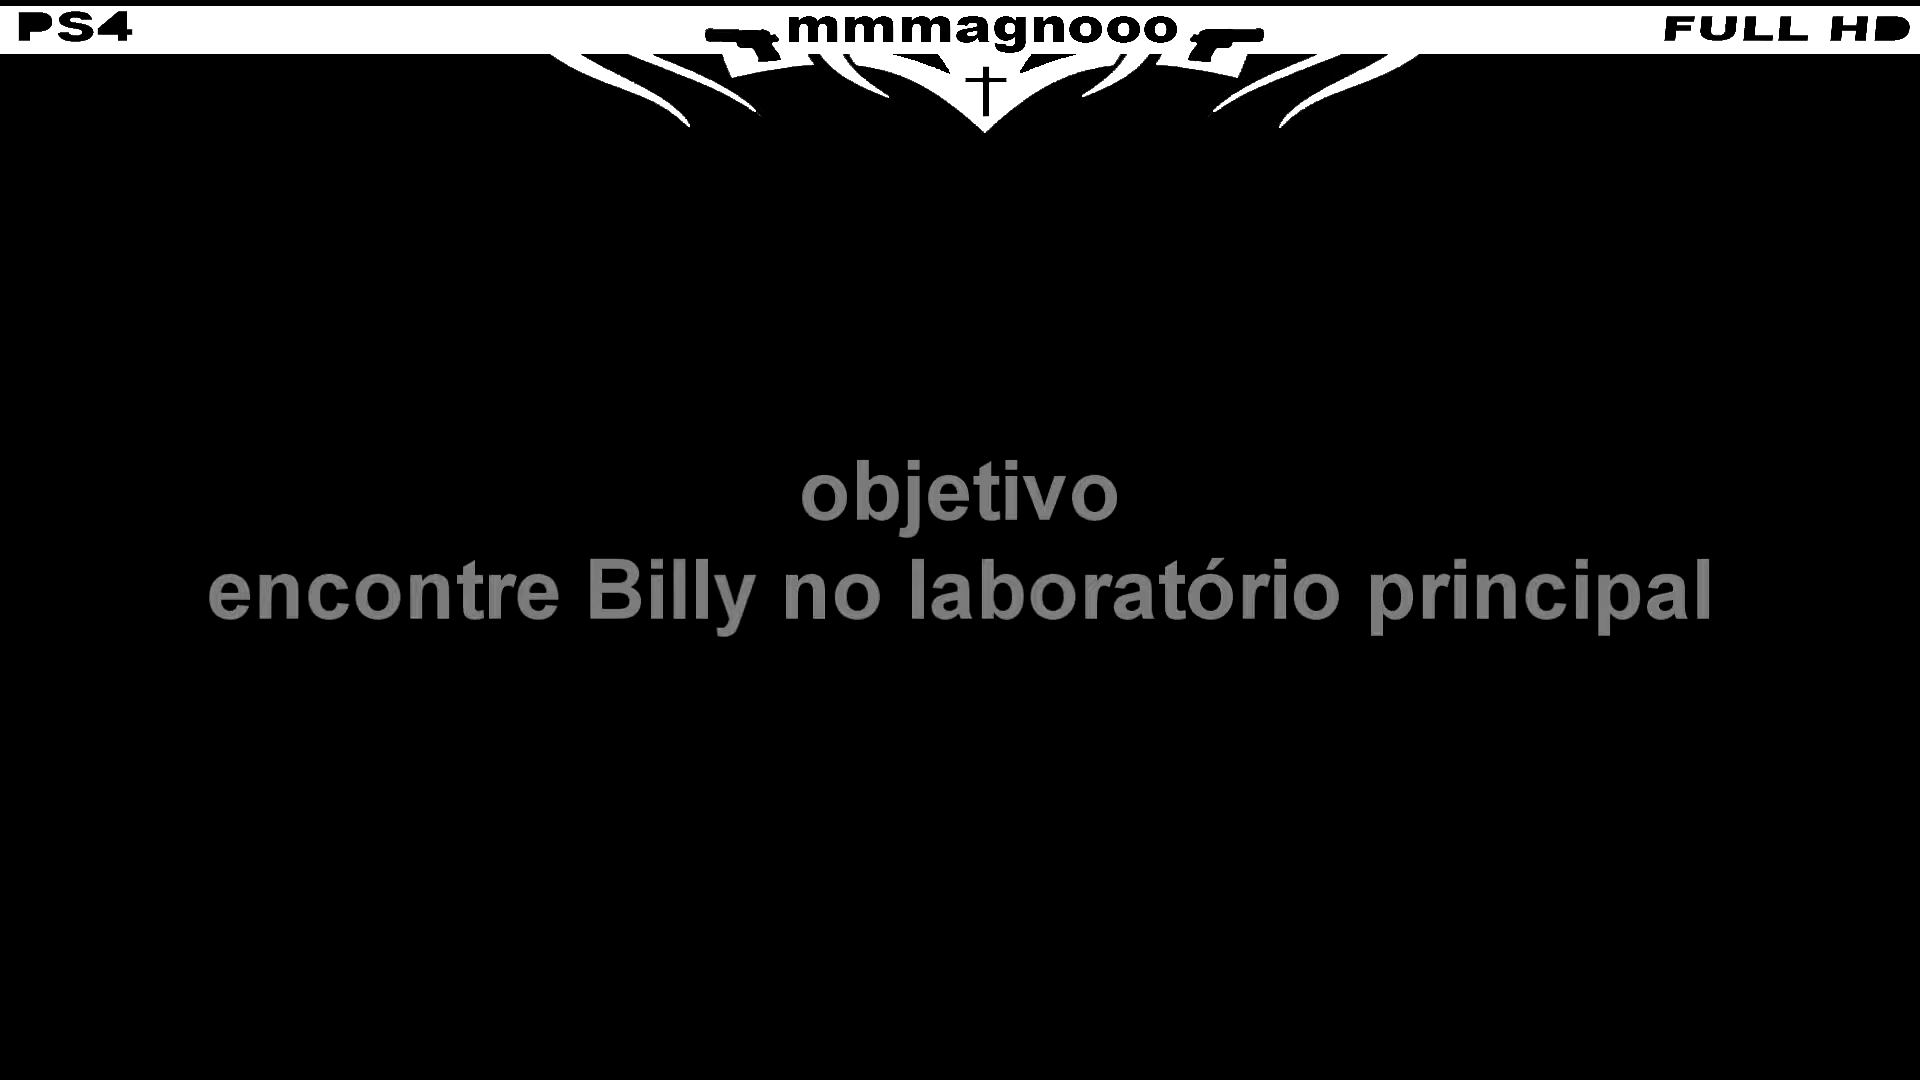 PS4 mmmagnooo FULL HD
objetivo
encontre Billy no laboratório principal